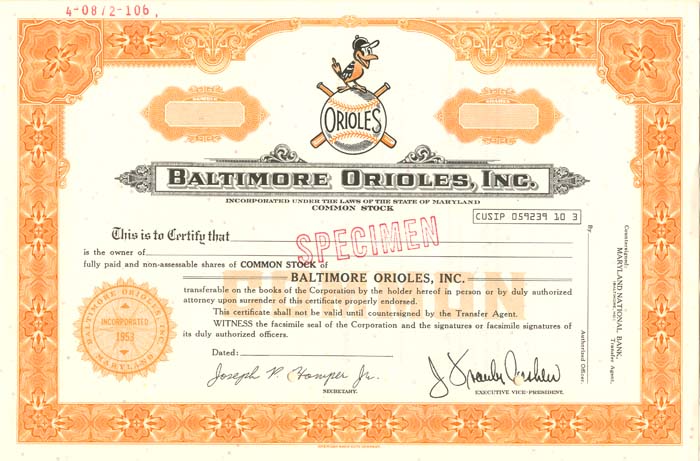 4-0872-106,
ORIOLES
NUMBER
SHARES
BALTIMORE ORIOLES, INC.
INCORPORATED UNDER THE LAWS OF THE STATE OF MARYLAND
COMMON STOCK
CUSIP 059239 10 3
This is to Certify that
SPECIMEN
is the owner of
fully paid and non-assessable shares of COMMON STOCK of
BALTIMORE ORIOLES, INC.
transferable on the books of the Corporation by the holder hereof in person or by duly authorized
attorney upon surrender of this certificate properly endorsed.
This certificate shall not be valid until countersigned by the Transfer Agent.
WITNESS the facsimile seal of the Corporation and the signatures or facsimile signatures of
its duly authorized officers.
Dated:
SECRETARY.
EXECUTIVE VICE-PRESIDENT.
BALTIMORE ORIOLES, INC.
INCORPORATED
1953
MARYLAND
Countersigned:
MARYLAND NATIONAL BANK,
(BALTIMORE, MD.)
Transfer Agent,
By
Authorized Officer.